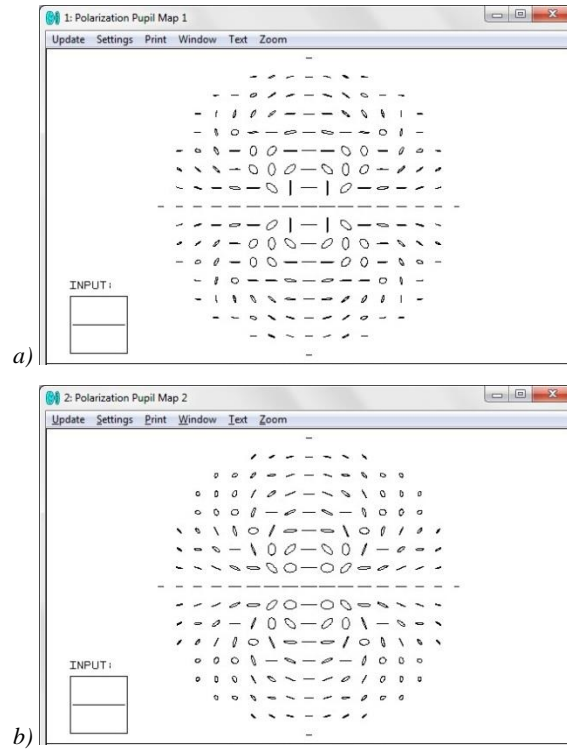 1: Polarization Pupil Map 1
Update Settings Print Window Text Zoom
INPUT:
a)
2: Polarization Pupil Map 2
Update Settings Print Window Text Zoom
INPUT:
b)